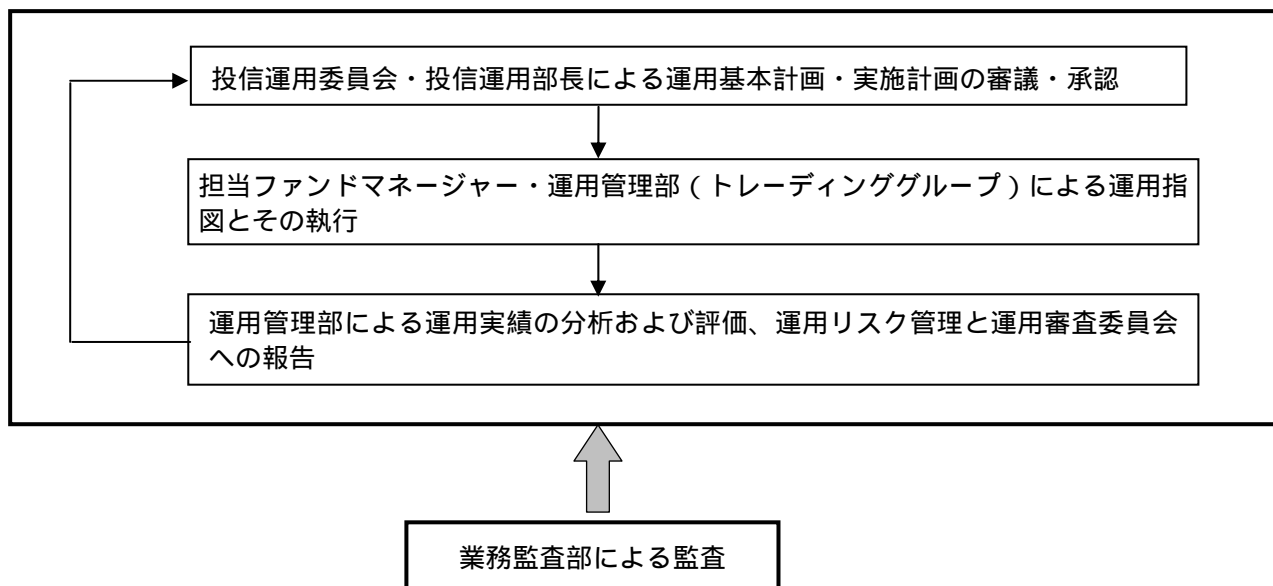 投信運用委員会・投信運用部長による運用基本計画・実施計画の審議・承認
担当ファンドマネージャー・運用管理部（トレーディンググループ）による運用指
図とその執行
運用管理部による運用実績の分析および評価、運用リスク管理と運用審査委員会
への報告
業務監査部による監査